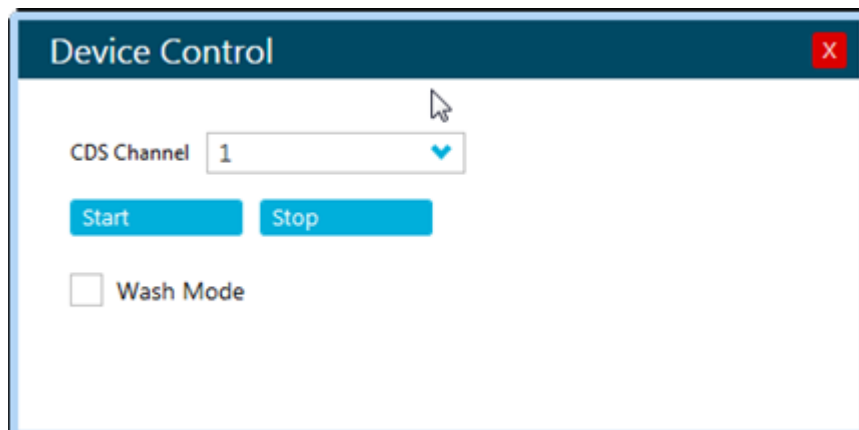 Device Control X
CDS Channel 1
Start Stop
Wash Mode